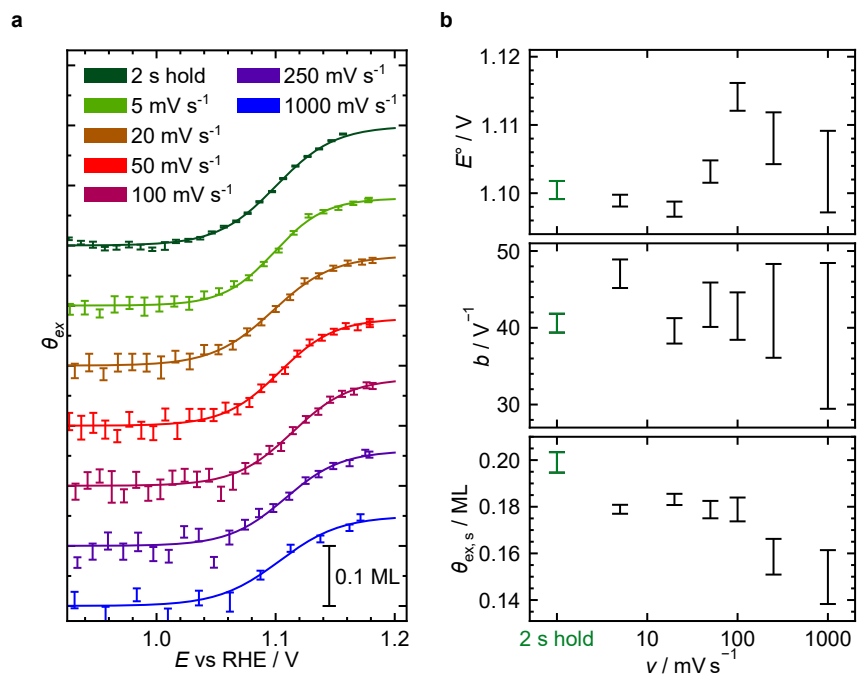 a
2 s hold
5 mV s⁻¹
20 mV s⁻¹
50 mV s⁻¹
100 mV s⁻¹
250 mV s⁻¹
1000 mV s⁻¹
θex
0.1 ML
1.0 1.1 1.2
E vs RHE / V
b
1.12
1.11
1.10
E° / V
50
40
30
b / V⁻¹
0.20
0.18
0.16
0.14
θex, s / ML
2 s hold 10 100 1000
v / mV s⁻¹